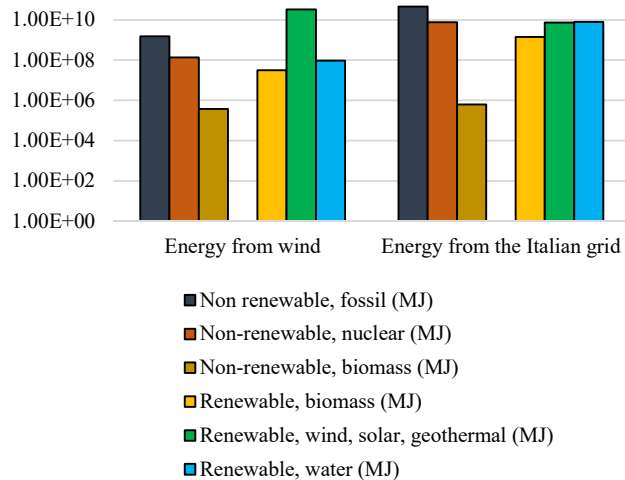 1.00E+10
1.00E+08
1.00E+06
1.00E+04
1.00E+02
1.00E+00
Energy from wind
Energy from the Italian grid
Non renewable, fossil (MJ)
Non-renewable, nuclear (MJ)
Non-renewable, biomass (MJ)
Renewable, biomass (MJ)
Renewable, wind, solar, geothermal (MJ)
Renewable, water (MJ)